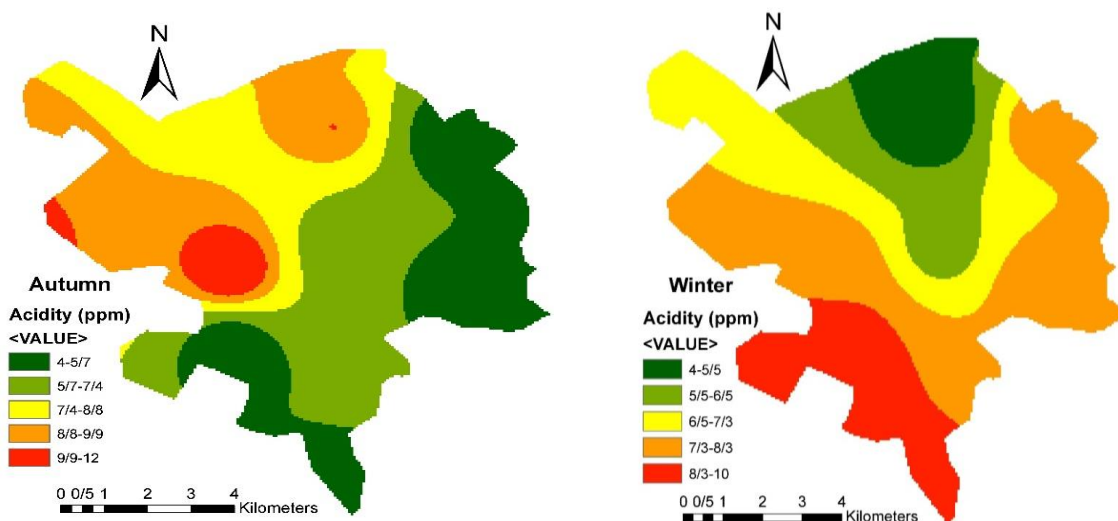 N
Autumn
Acidity (ppm)
<VALUE>
4-5/7
5/7-7/4
7/4-8/8
8/8-9/9
9/9-12
0 0/5 1 2 3 4
Kilometers
N
Winter
Acidity (ppm)
<VALUE>
4-5/5
5/5-6/5
6/5-7/3
7/3-8/3
8/3-10
0 0/5 1 2 3 4
Kilometers